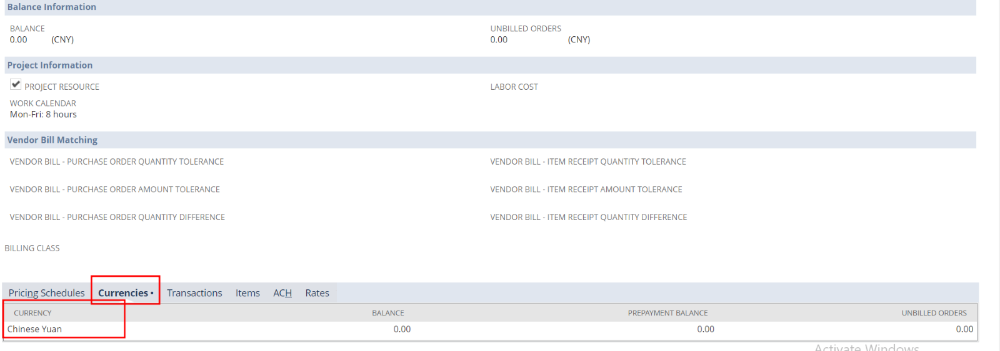 Balance Information
BALANCE UNBILLED ORDERS
0.00 (CNY) 0.00 (CNY)
Project Information
PROJECT RESOURCE LABOR COST
WORK CALENDAR
Mon-Fri: 8 hours
Vendor Bill Matching
VENDOR BILL - PURCHASE ORDER QUANTITY TOLERANCE VENDOR BILL - ITEM RECEIPT QUANTITY TOLERANCE
VENDOR BILL - PURCHASE ORDER AMOUNT TOLERANCE VENDOR BILL - ITEM RECEIPT AMOUNT TOLERANCE
VENDOR BILL - PURCHASE ORDER QUANTITY DIFFERENCE VENDOR BILL - ITEM RECEIPT QUANTITY DIFFERENCE
BILLING CLASS
Pricing Schedules Currencies • Transactions Items ACH Rates
CURRENCY BALANCE PREPAYMENT BALANCE UNBILLED ORDERS
Chinese Yuan 0.00 0.00 0.00
Activate Windows